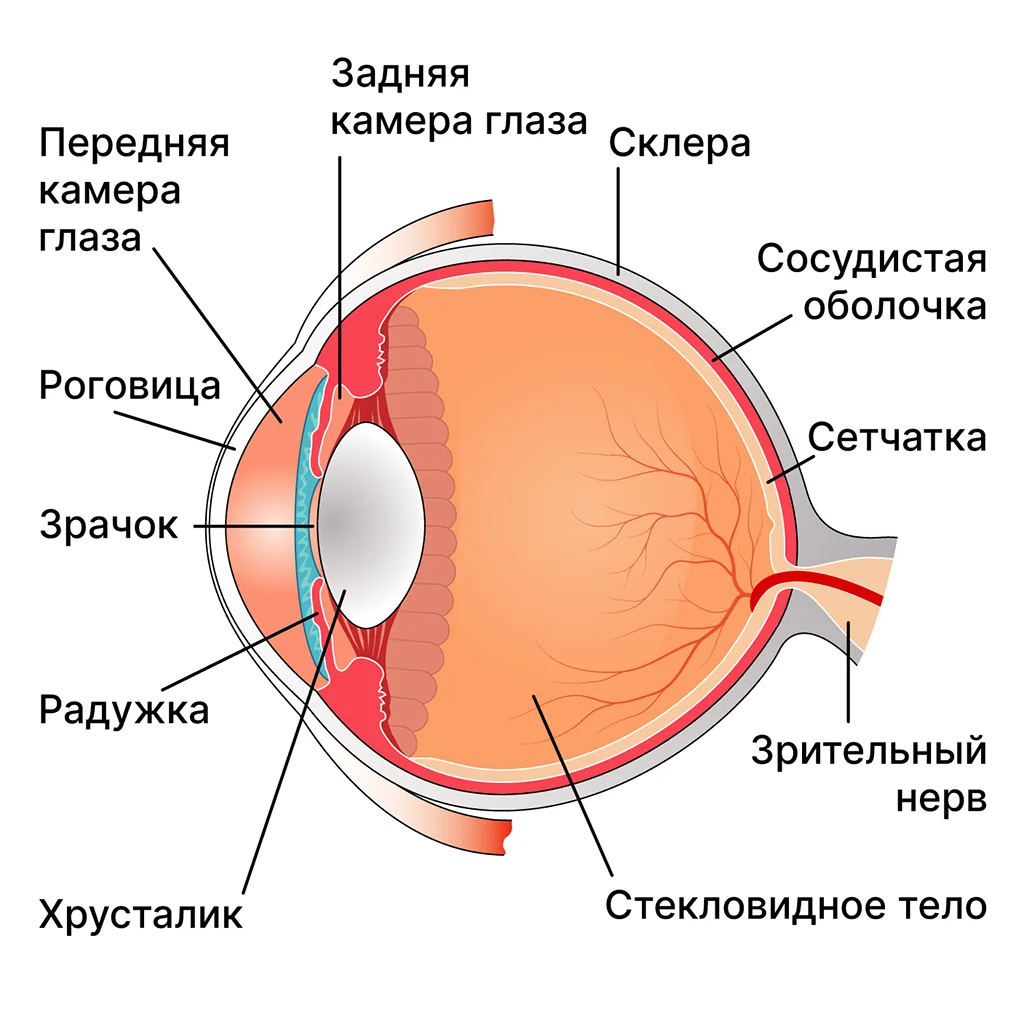 Задняя
камера глаза
Передняя
камера
глаза
Склера
Сосудистая
оболочка
Роговица
Сетчатка
Зрачок
Радужка
Зрительный
нерв
Хрусталик
Стекловидное тело